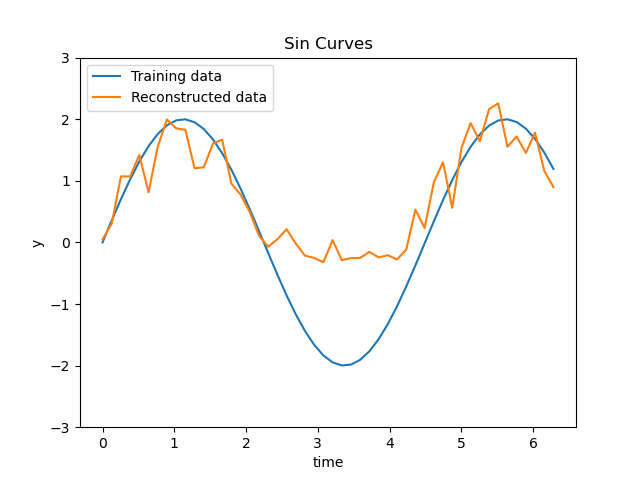 Sin Curves
Training data
Reconstructed data
3
2
1
0
−1
−2
−3
y
0 1 2 3 4 5 6
time